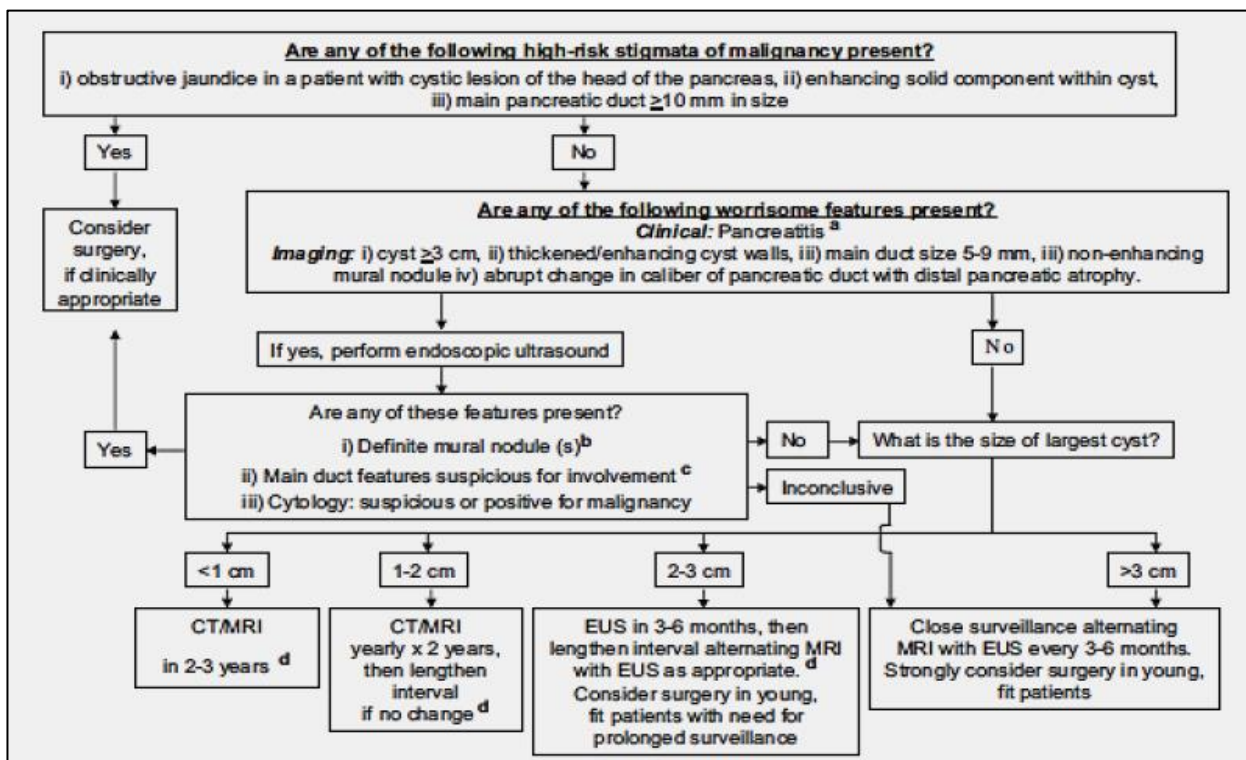 Are any of the following high-risk stigmata of malignancy present?
i) obstructive jaundice in a patient with cystic lesion of the head of the pancreas, ii) enhancing solid component within cyst,
iii) main pancreatic duct ≥10 mm in size
Yes
No
Consider
surgery,
if clinically
appropriate
Are any of the following worrisome features present?
Clinical: Pancreatitis a
Imaging: i) cyst ≥3 cm, ii) thickened/enhancing cyst walls, iii) main duct size 5-9 mm, iii) non-enhancing
mural nodule iv) abrupt change in caliber of pancreatic duct with distal pancreatic atrophy.
If yes, perform endoscopic ultrasound
No
Are any of these features present?
i) Definite mural nodule (s) b
ii) Main duct features suspicious for involvement c
iii) Cytology: suspicious or positive for malignancy
Yes
No
What is the size of largest cyst?
Inconclusive
<1 cm
1-2 cm
2-3 cm
>3 cm
CT/MRI
in 2-3 years d
CT/MRI
yearly x 2 years,
then lengthen
interval
if no change d
EUS in 3-6 months, then
lengthen interval alternating MRI
with EUS as appropriate. d
Consider surgery in young,
fit patients with need for
prolonged surveillance
Close surveillance alternating
MRI with EUS every 3-6 months.
Strongly consider surgery in young,
fit patients